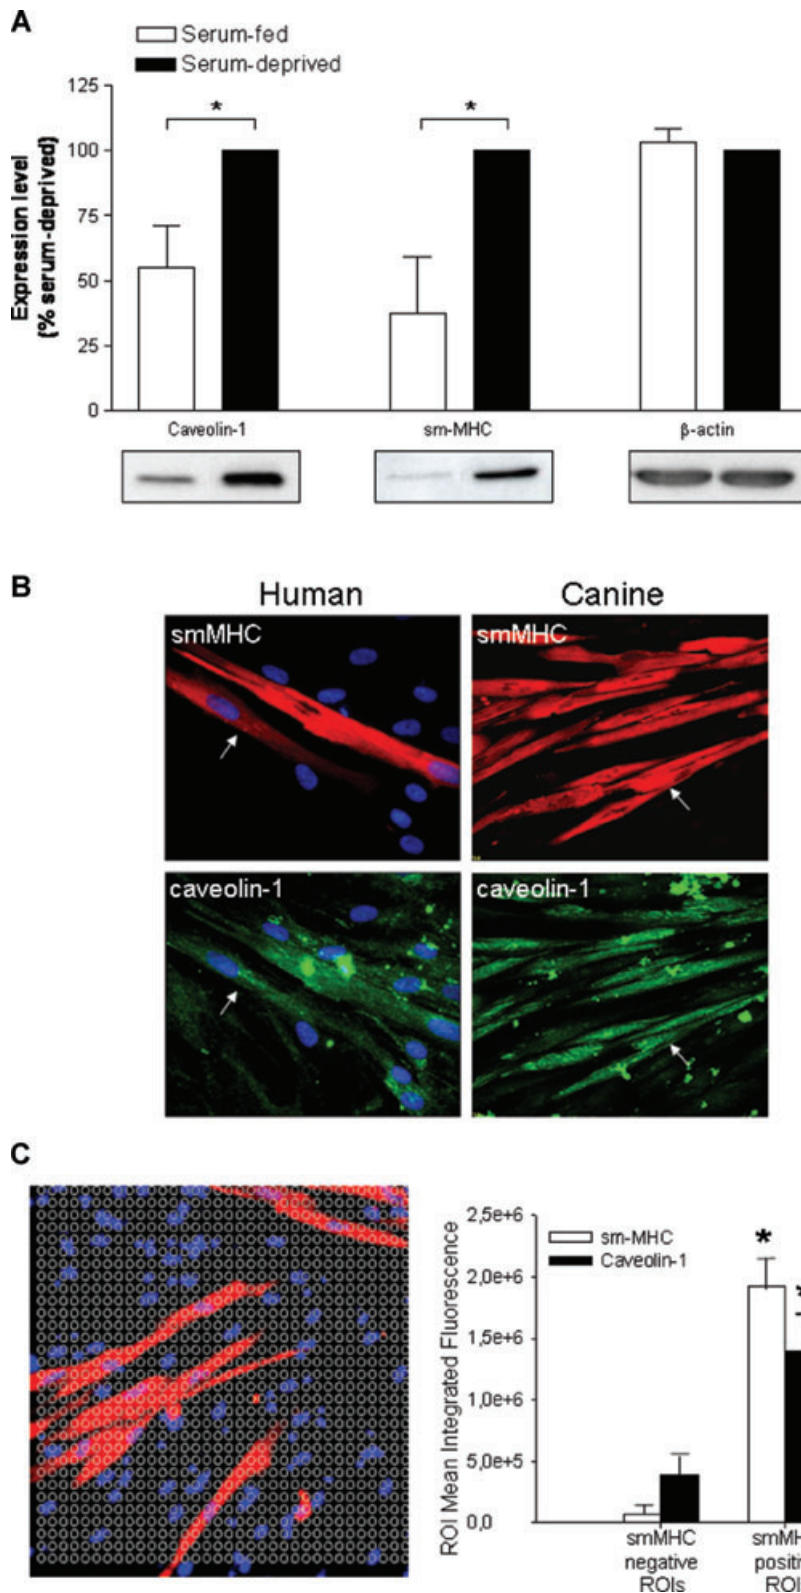 A
Serum-fed
Serum-deprived
Expression level
(% serum-deprived)
125
100
75
50
25
0
*
*
Caveolin-1
sm-MHC
β-actin
B
Human
Canine
smMHC
smMHC
caveolin-1
caveolin-1
C
ROI Mean Integrated Fluorescence
2,5e+6
2,0e+6
1,5e+6
1,0e+6
5,0e+5
0,0
sm-MHC
Caveolin-1
*
smMHC
negative
ROIs